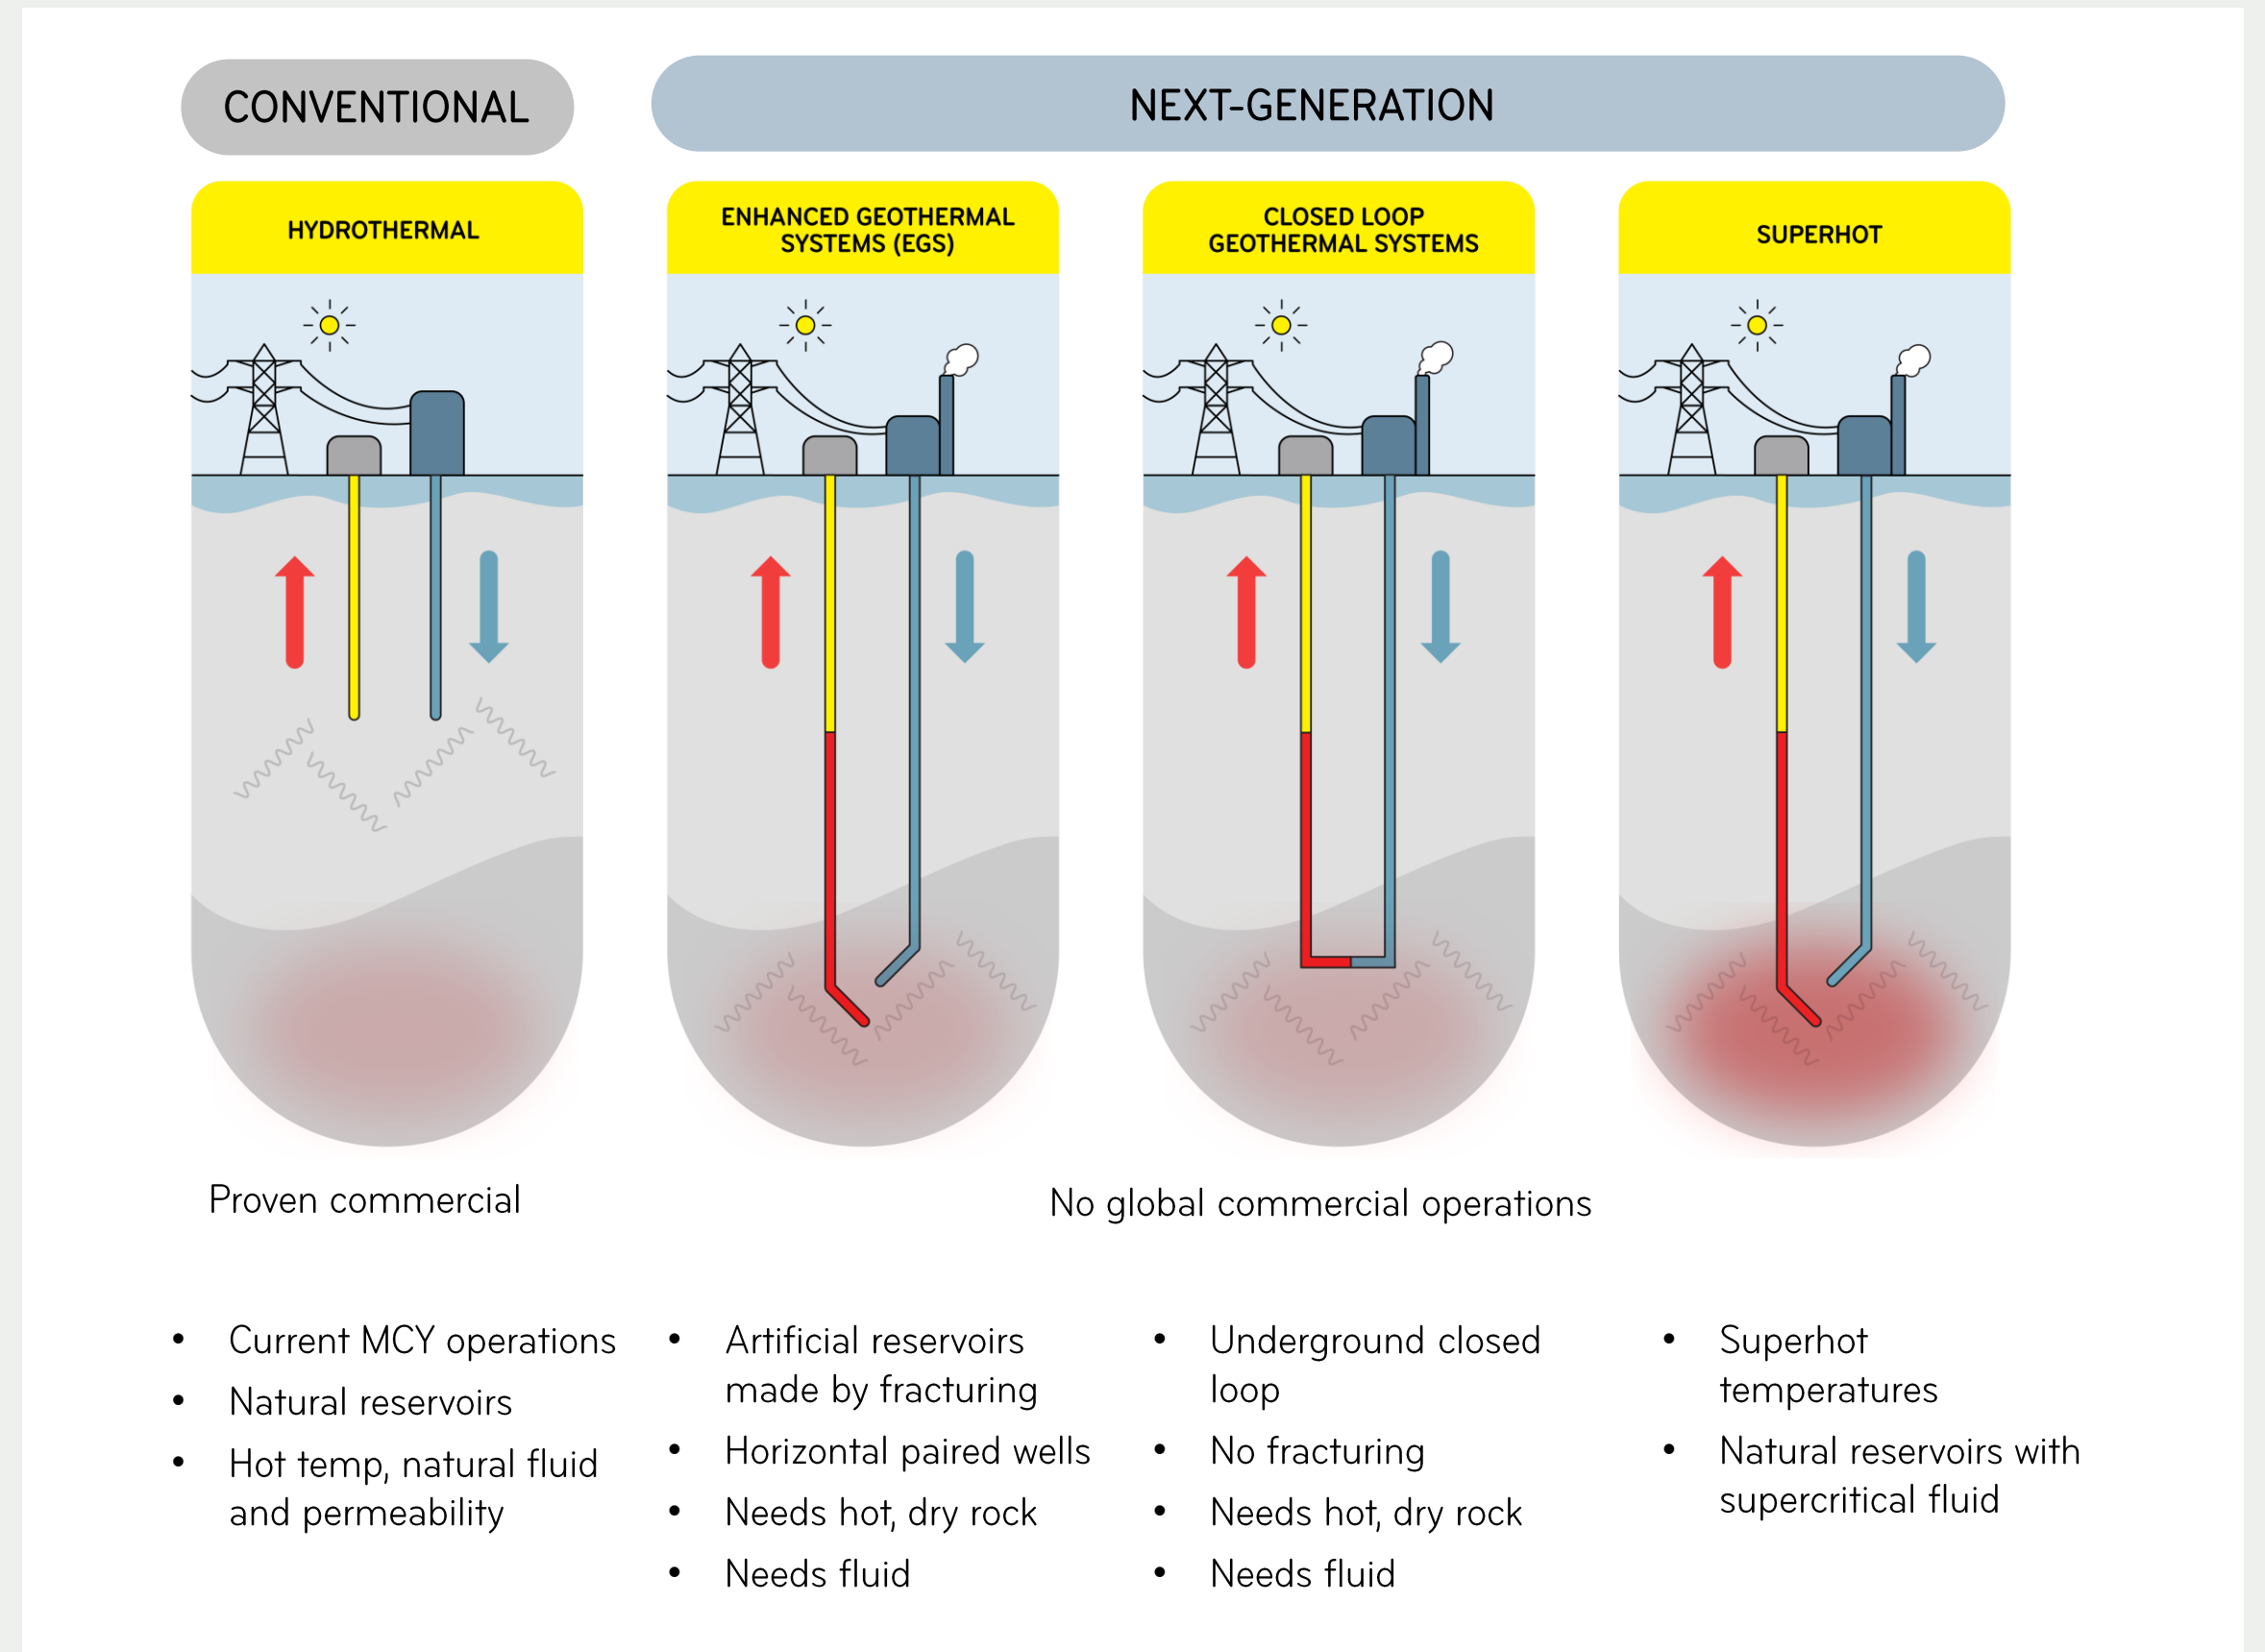 CONVENTIONAL
NEXT-GENERATION
HYDROTHERMAL
ENHANCED GEOTHERMAL
SYSTEMS (EGS)
CLOSED LOOP
GEOTHERMAL SYSTEMS
SUPERHOT
Proven commercial
No global commercial operations
• Current MCY operations
• Natural reservoirs
• Hot temp, natural fluid
and permeability
• Artificial reservoirs
made by fracturing
• Horizontal paired wells
• Needs hot, dry rock
• Needs fluid
• Underground closed
loop
• No fracturing
• Needs hot, dry rock
• Needs fluid
• Superhot
temperatures
• Natural reservoirs with
supercritical fluid